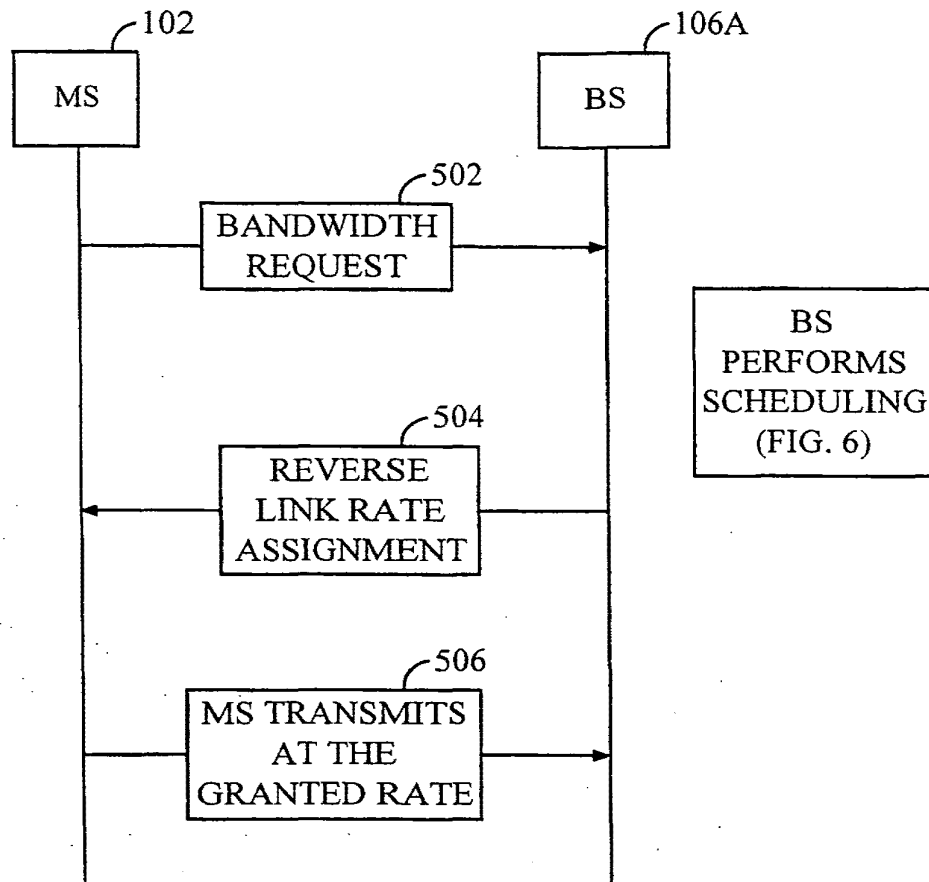 102
106A
MS
BS
502
BANDWIDTH
REQUEST
BS
PERFORMS
SCHEDULING
(FIG. 6)
504
REVERSE
LINK RATE
ASSIGNMENT
506
MS TRANSMITS
AT THE
GRANTED RATE